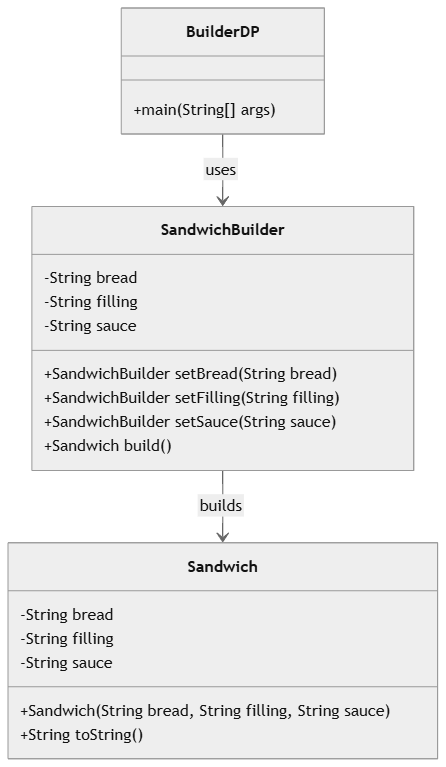 BuilderDP
+main(String[] args)
uses
SandwichBuilder
-String bread
-String filling
-String sauce
+SandwichBuilder setBread(String bread)
+SandwichBuilder setFilling(String filling)
+SandwichBuilder setSauce(String sauce)
+Sandwich build()
builds
Sandwich
-String bread
-String filling
-String sauce
+Sandwich(String bread, String filling, String sauce)
+String toString()